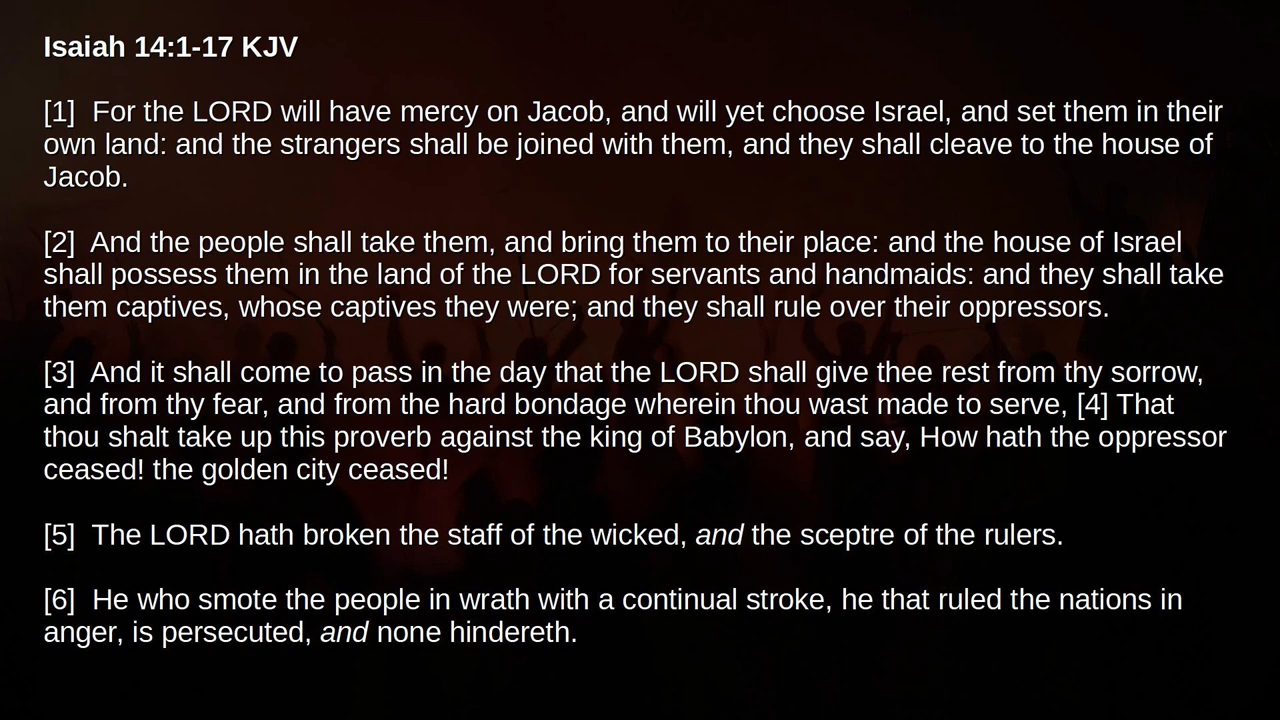 Isaiah 14:1-17 KJV
[1]  For the LORD will have mercy on Jacob, and will yet choose Israel, and set them in their
own land: and the strangers shall be joined with them, and they shall cleave to the house of
Jacob.
[2]  And the people shall take them, and bring them to their place: and the house of Israel
shall possess them in the land of the LORD for servants and handmaids: and they shall take
them captives, whose captives they were; and they shall rule over their oppressors.
[3]  And it shall come to pass in the day that the LORD shall give thee rest from thy sorrow,
and from thy fear, and from the hard bondage wherein thou wast made to serve, [4] That
thou shalt take up this proverb against the king of Babylon, and say, How hath the oppressor
ceased! the golden city ceased!
[5]  The LORD hath broken the staff of the wicked, and the sceptre of the rulers.
[6]  He who smote the people in wrath with a continual stroke, he that ruled the nations in
anger, is persecuted, and none hindereth.